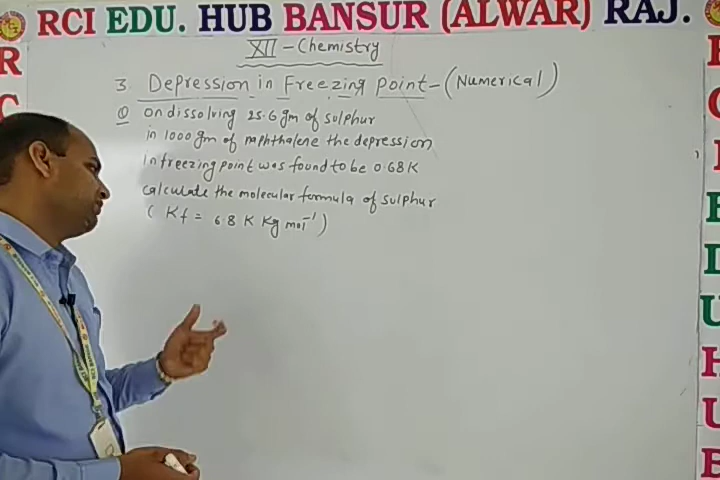 RCI EDU. HUB BANSUR (ALWAR) RAJ.
XII - Chemistry
3. Depression in Freezing Point - (Numerical)
Q on dissolving 25.6 gm of sulphur
in 1000 gm of naphthalene the depression
in freezing point was found to be 0.68 K
calculate the molecular formula of sulphur
( Kf = 6.8 K Kg mol⁻¹ )
R
C
R
C
I
E
D
U
H
U
B